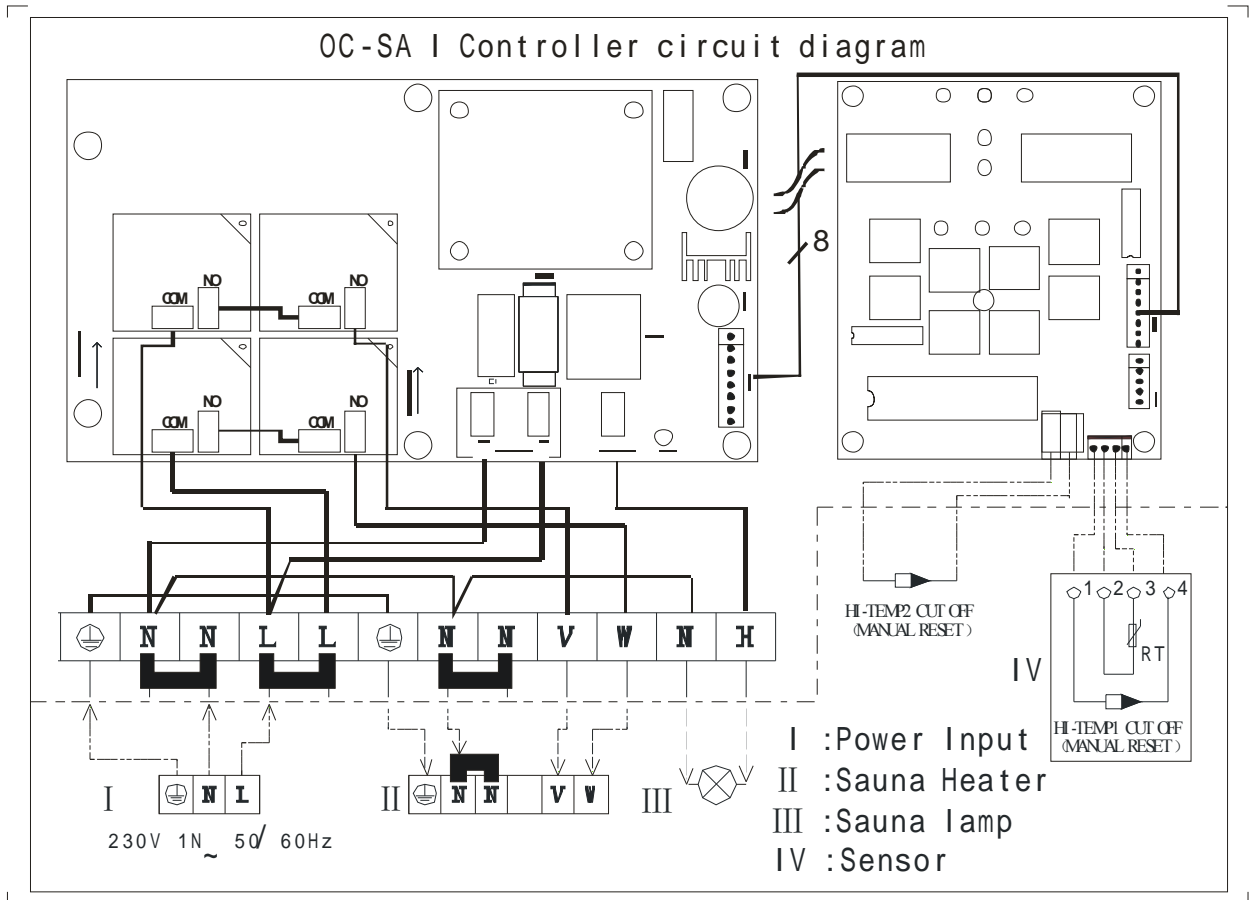 OC-SA I Controller circuit diagram
COM NO COM NO
COM NO COM NO
8
N N L L N N V W N H
HI-TEMP2 CUT OFF
(MANUAL RESET)
1 2 3 4
RT
IV
HI-TEMP1 CUT OFF
(MANUAL RESET)
I N L
230V 1N~ 50/60Hz
II N N V W
III
I :Power Input
II :Sauna Heater
III :Sauna lamp
IV :Sensor